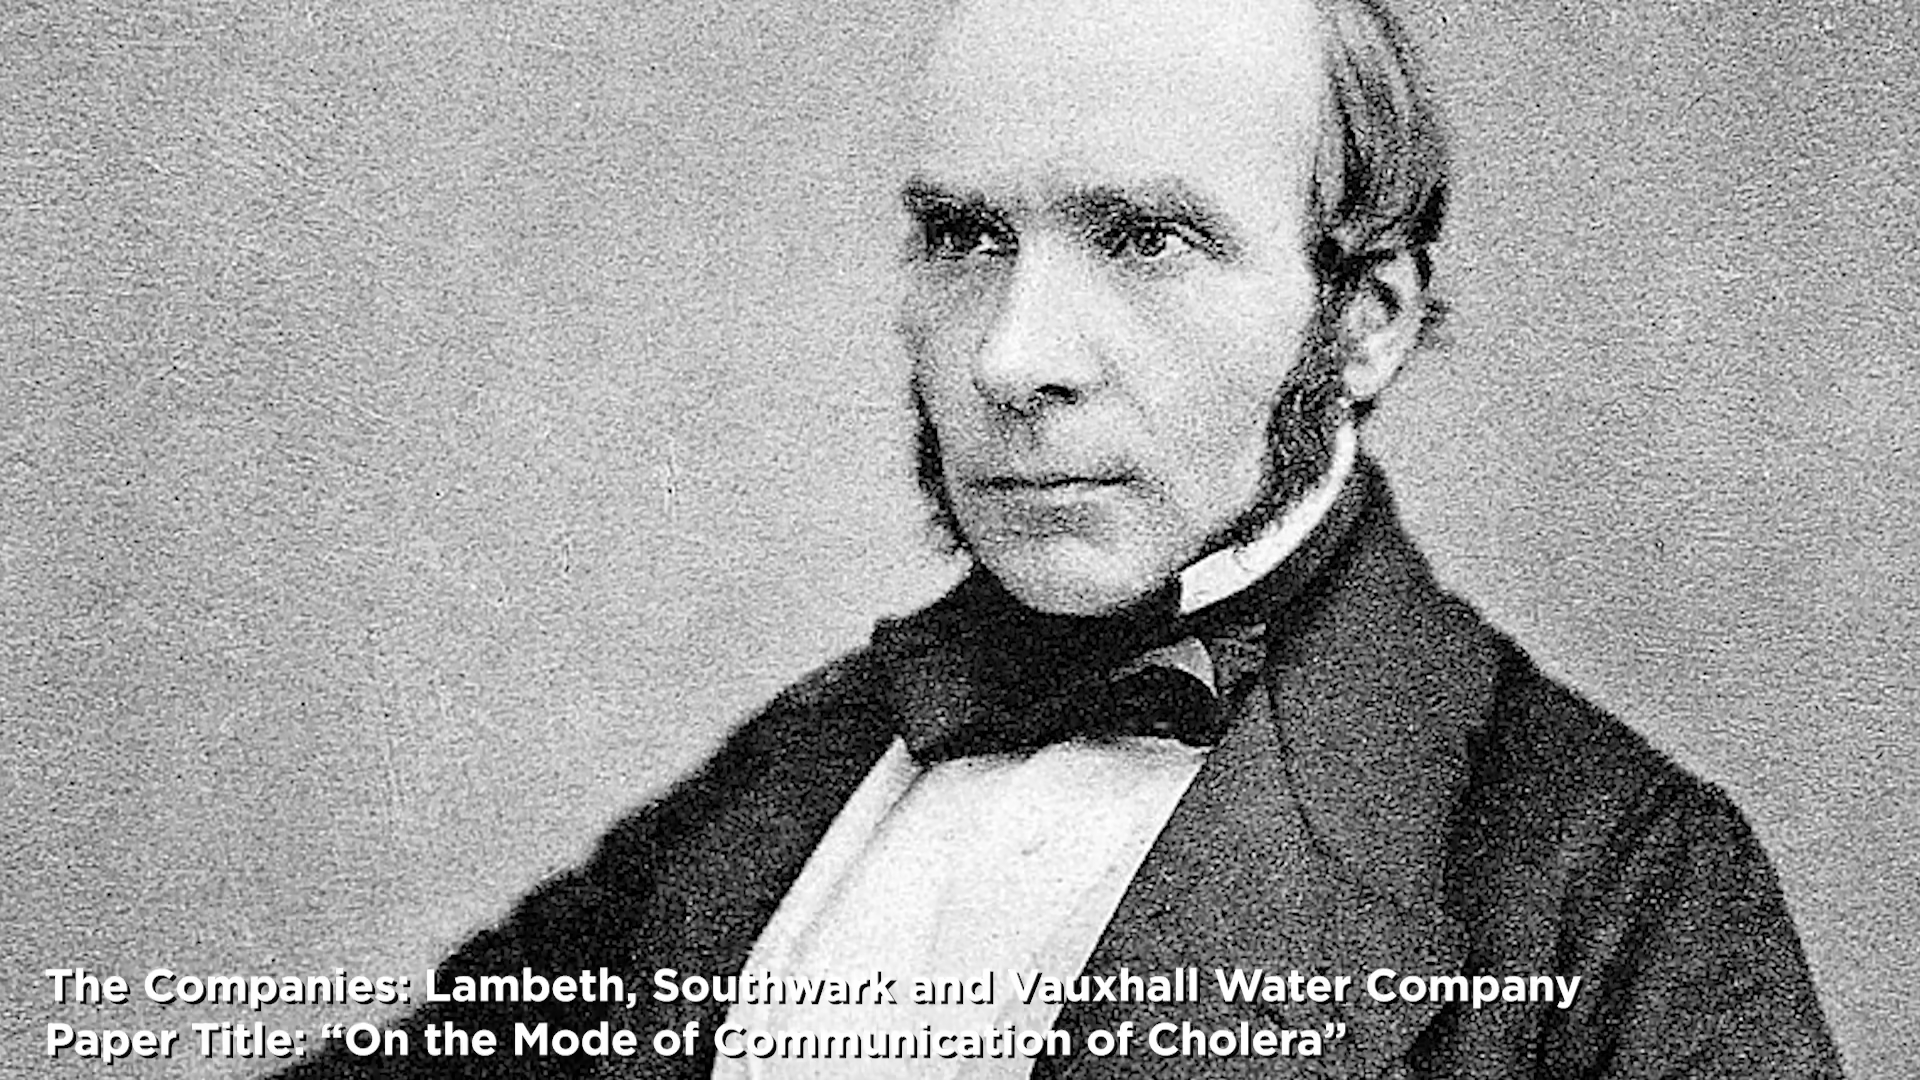 The Companies: Lambeth, Southwark and Vauxhall Water Company
Paper Title: “On the Mode of Communication of Cholera”